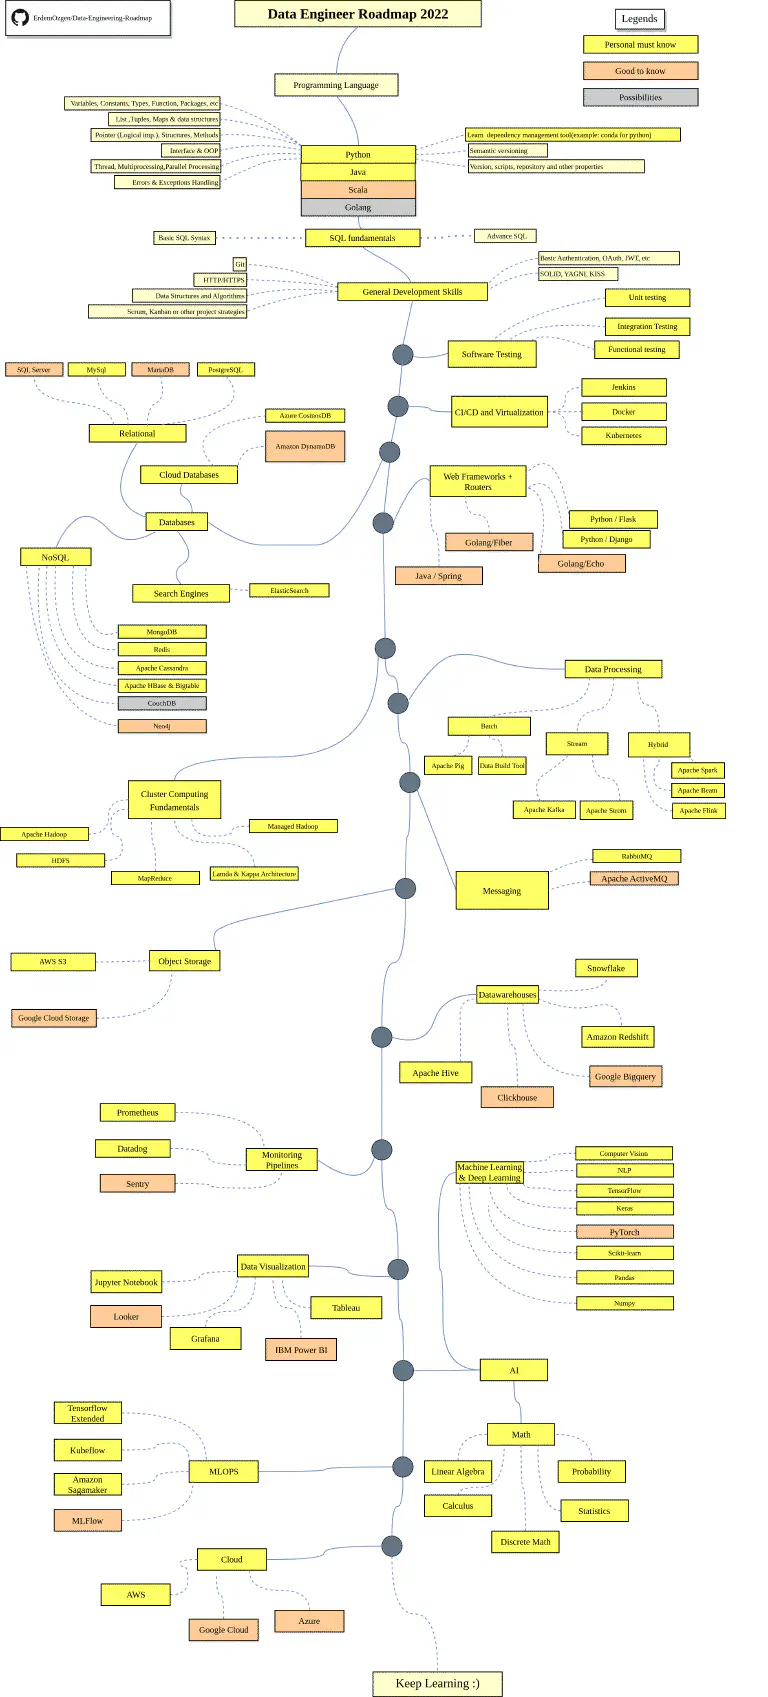 ErdemOzgen/Data-Engineering-Roadmap
Data Engineer Roadmap 2022
Legends
Personal must know
Good to know
Possibilities
Programming Language
Variables, Constants, Types, Function, Packages, etc
List ,Tuples, Maps & data structures
Pointer (Logical imp.), Structures, Methods
Interface & OOP
Thread, Multiprocessing,Parallel Processing
Errors & Exceptions Handling
Learn dependency management tool(example: conda for python)
Semantic versioning
Version, scripts, repository and other properties
Python
Java
Scala
Golang
Basic SQL Syntax
SQL fundamentals
Advance SQL
Git
HTTP/HTTPS
Data Structures and Algorithms
Scrum, Kanban or other project strategies
General Development Skills
Basic Authentication, OAuth, JWT, etc
SOLID, YAGNI, KISS
Software Testing
Unit testing
Integration Testing
Functional testing
SQL Server
MySql
MariaDB
PostgreSQL
Relational
CI/CD and Virtualization
Jenkins
Docker
Kubernetes
Azure CosmosDB
Amazon DynamoDB
Cloud Databases
Web Frameworks +
Routers
Python / Flask
Python / Django
Golang/Fiber
Golang/Echo
Java / Spring
Databases
NoSQL
Search Engines
ElasticSearch
MongoDB
Redis
Apache Cassandra
Apache HBase & Bigtable
CouchDB
Neo4j
Data Processing
Batch
Stream
Hybrid
Apache Pig
Data Build Tool
Apache Spark
Apache Beam
Apache Flink
Apache Kafka
Apache Strom
Cluster Computing
Fundamentals
Apache Hadoop
HDFS
MapReduce
Managed Hadoop
Lamda & Kappa Architecture
Messaging
RabbitMQ
Apache ActiveMQ
Object Storage
AWS S3
Google Cloud Storage
Datawarehouses
Snowflake
Amazon Redshift
Google Bigquery
Apache Hive
Clickhouse
Monitoring
Pipelines
Prometheus
Datadog
Sentry
Machine Learning
& Deep Learning
Computer Vision
NLP
TensorFlow
Keras
PyTorch
Scikit-learn
Pandas
Numpy
Data Visualization
Jupyter Notebook
Looker
Grafana
Tableau
IBM Power BI
AI
Math
Linear Algebra
Calculus
Discrete Math
Probability
Statistics
MLOPS
Tensorflow
Extended
Kubeflow
Amazon
Sagamaker
MLFlow
Cloud
AWS
Google Cloud
Azure
Keep Learning :)